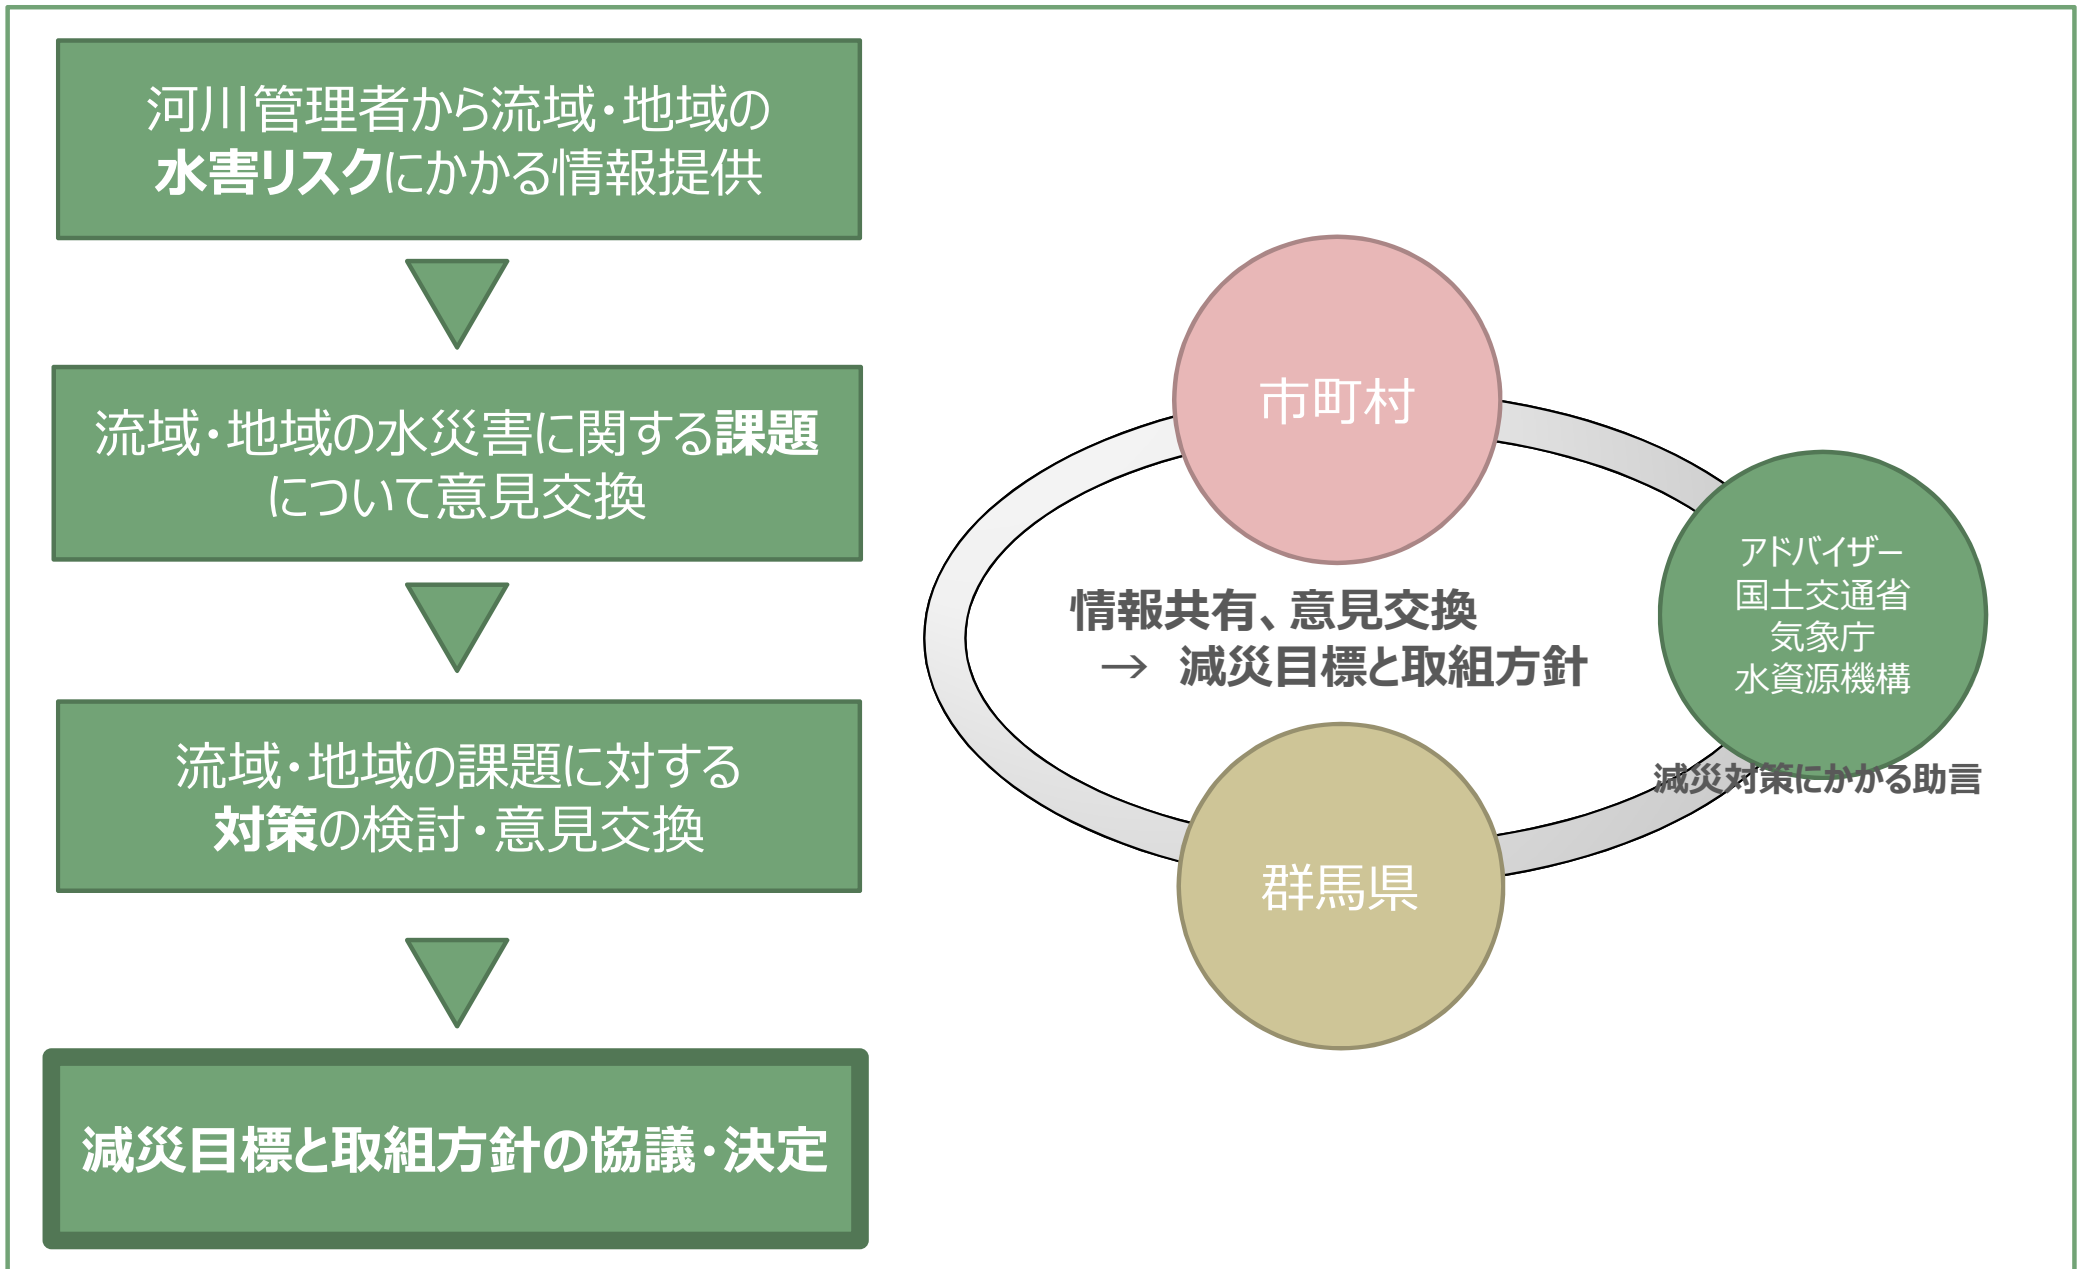 河川管理者から流域・地域の
水害リスクにかかる情報提供
流域・地域の水災害に関する課題
について意見交換
流域・地域の課題に対する
対策の検討・意見交換
減災目標と取組方針の協議・決定
市町村
アドバイザー
国土交通省
気象庁
水資源機構
減災対策にかかる助言
情報共有、意見交換
→ 減災目標と取組方針
群馬県